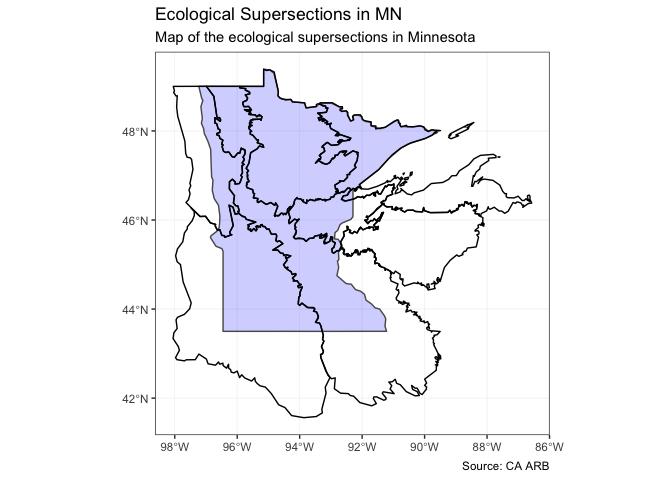 Ecological Supersections in MN
Map of the ecological supersections in Minnesota
48°N
46°N
44°N
42°N
98°W 96°W 94°W 92°W 90°W 88°W 86°W
Source: CA ARB